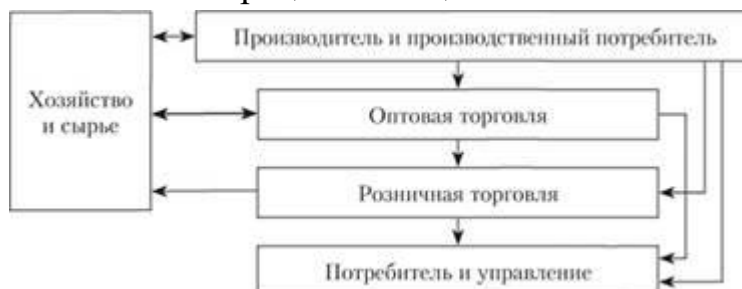 Производитель и производственный потребитель
Хозяйство
и сырье
Оптовая торговля
Розничная торговля
Потребитель и управление